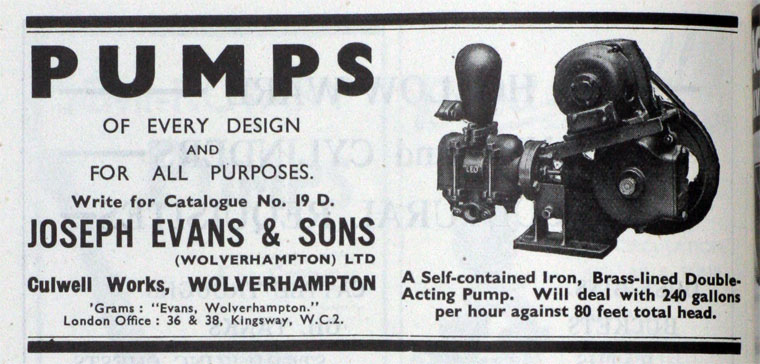 PUMPS
OF EVERY DESIGN
AND
FOR ALL PURPOSES.
Write for Catalogue No. 19 D.
JOSEPH EVANS & SONS
(WOLVERHAMPTON) LTD
Culwell Works, WOLVERHAMPTON
'Grams : "Evans, Wolverhampton."
London Office : 36 & 38, Kingsway, W.C.2.
A Self-contained Iron, Brass-lined Double-
Acting Pump. Will deal with 240 gallons
per hour against 80 feet total head.